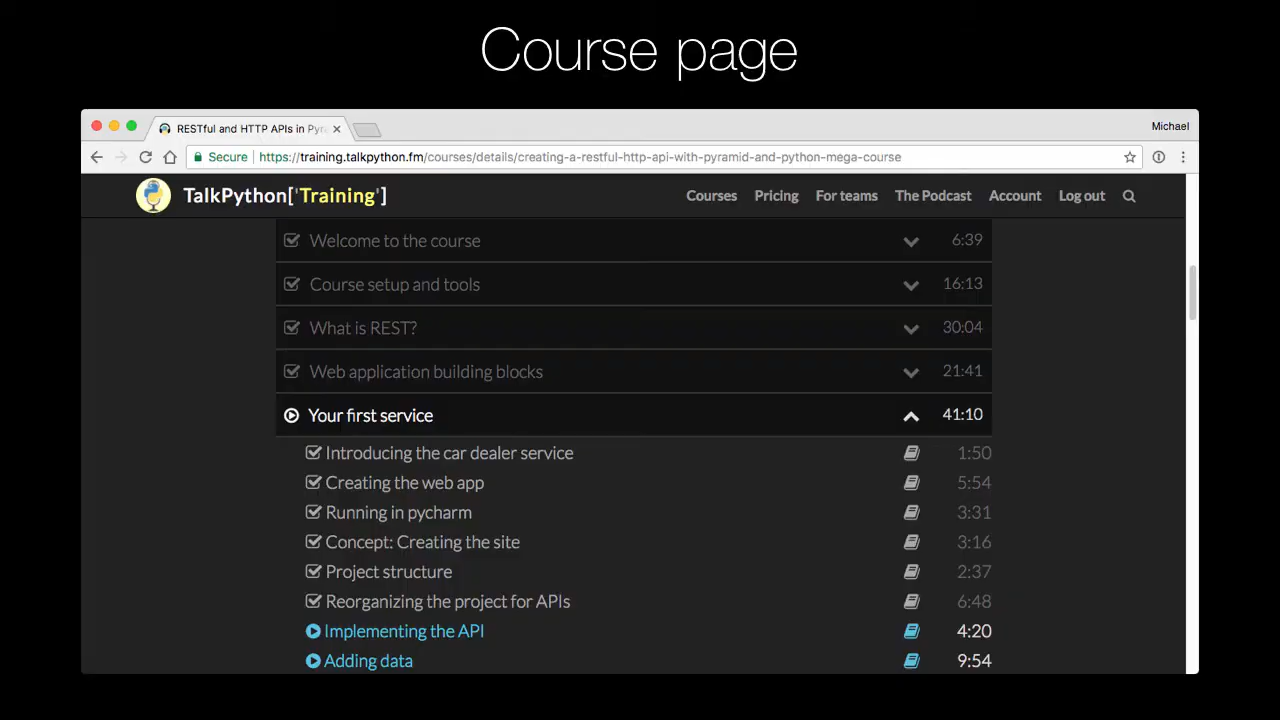 Course page
RESTful and HTTP APIs in Pyr
Michael
Secure https://training.talkpython.fm/courses/details/creating-a-restful-http-api-with-pyramid-and-python-mega-course
TalkPython['Training'] Courses Pricing For teams The Podcast Account Log out
Welcome to the course 6:39
Course setup and tools 16:13
What is REST? 30:04
Web application building blocks 21:41
Your first service 41:10
Introducing the car dealer service 1:50
Creating the web app 5:54
Running in pycharm 3:31
Concept: Creating the site 3:16
Project structure 2:37
Reorganizing the project for APIs 6:48
Implementing the API 4:20
Adding data 9:54